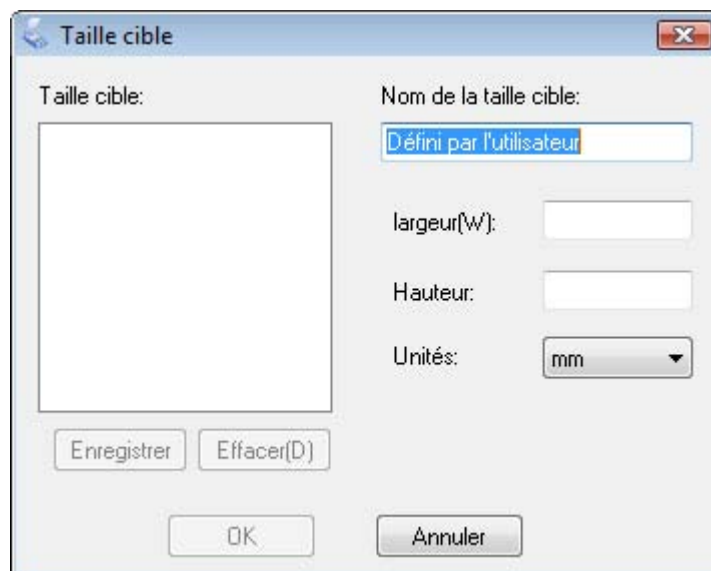 Taille cible
Taille cible:
Nom de la taille cible:
Défini par l'utilisateur
largeur(W):
Hauteur:
Unités:
mm
Enregistrer
Effacer(D)
OK
Annuler